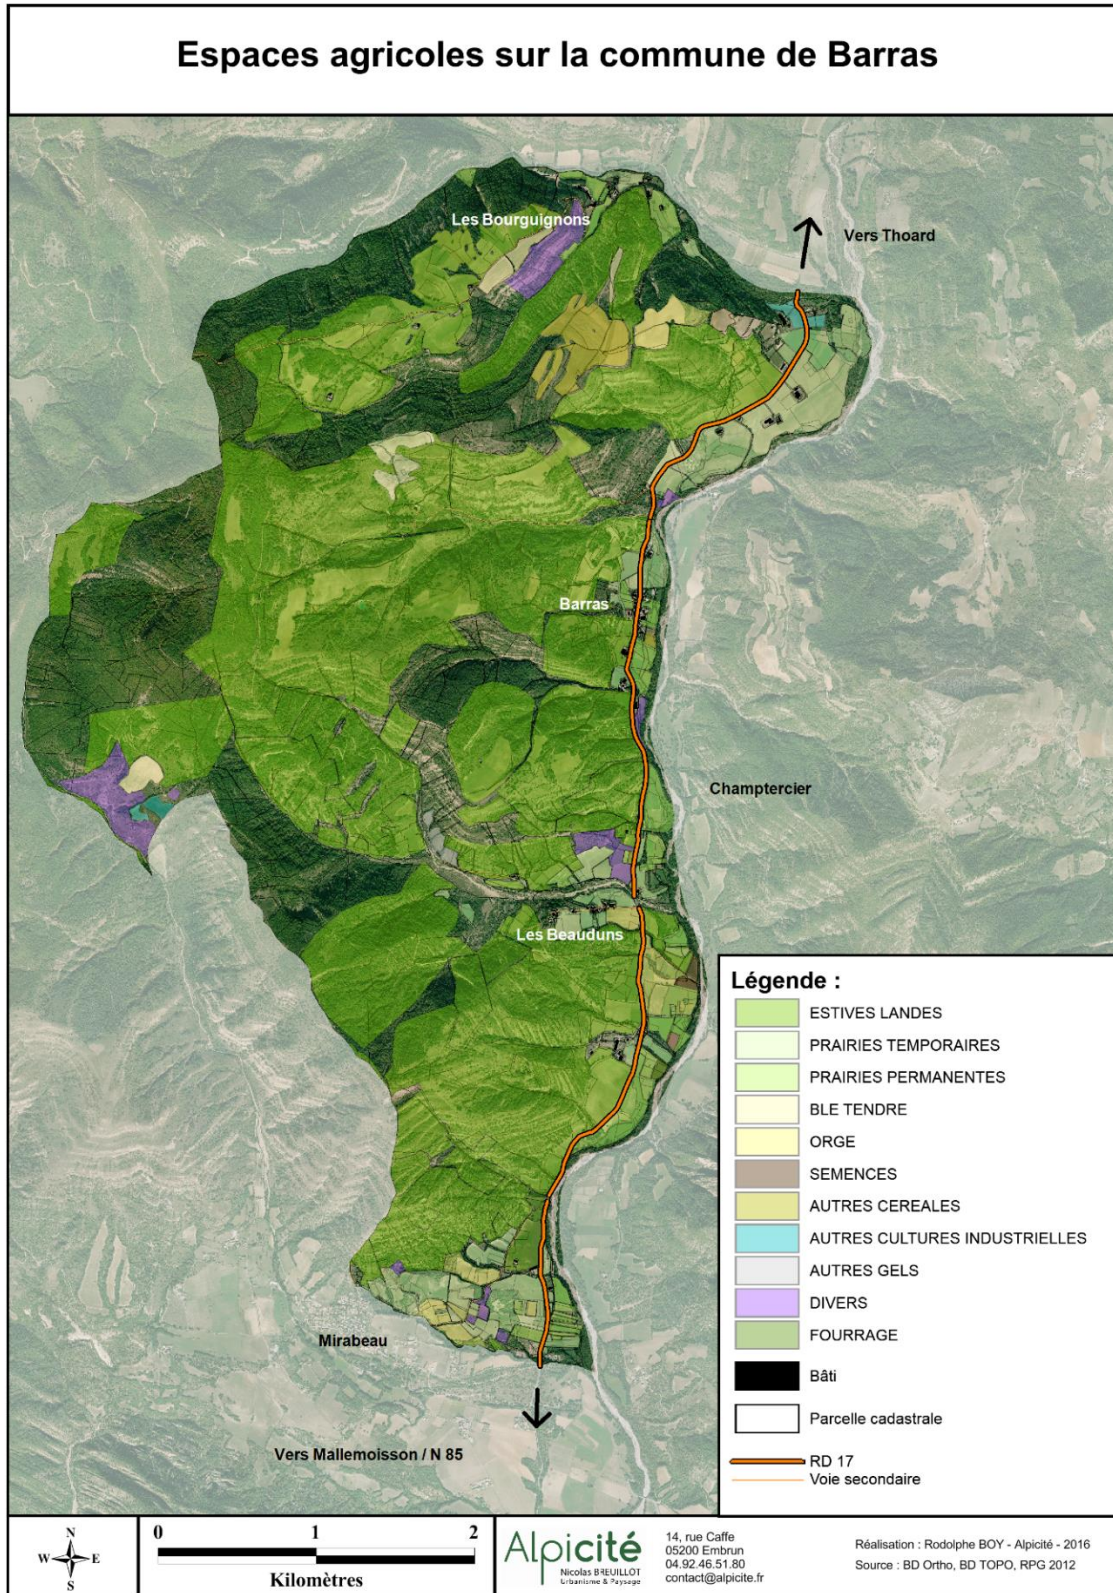 Espaces agricoles sur la commune de Barras
Les Bourguignons
Vers Thoard
Barras
Champtercier
Les Beauduns
Mirabeau
Vers Mallemoisson / N 85
Légende :
ESTIVES LANDES
PRAIRIES TEMPORAIRES
PRAIRIES PERMANENTES
BLE TENDRE
ORGE
SEMENCES
AUTRES CEREALES
AUTRES CULTURES INDUSTRIELLES
AUTRES GELS
DIVERS
FOURRAGE
Bâti
Parcelle cadastrale
RD 17
Voie secondaire
N
W E
S
0 1 2
Kilomètres
Alpicité
Nicolas BREUILLOT
Urbanisme & Paysage
14, rue Caffe
05200 Embrun
04.92.46.51.80
contact@alpicite.fr
Réalisation : Rodolphe BOY - Alpicité - 2016
Source : BD Ortho, BD TOPO, RPG 2012